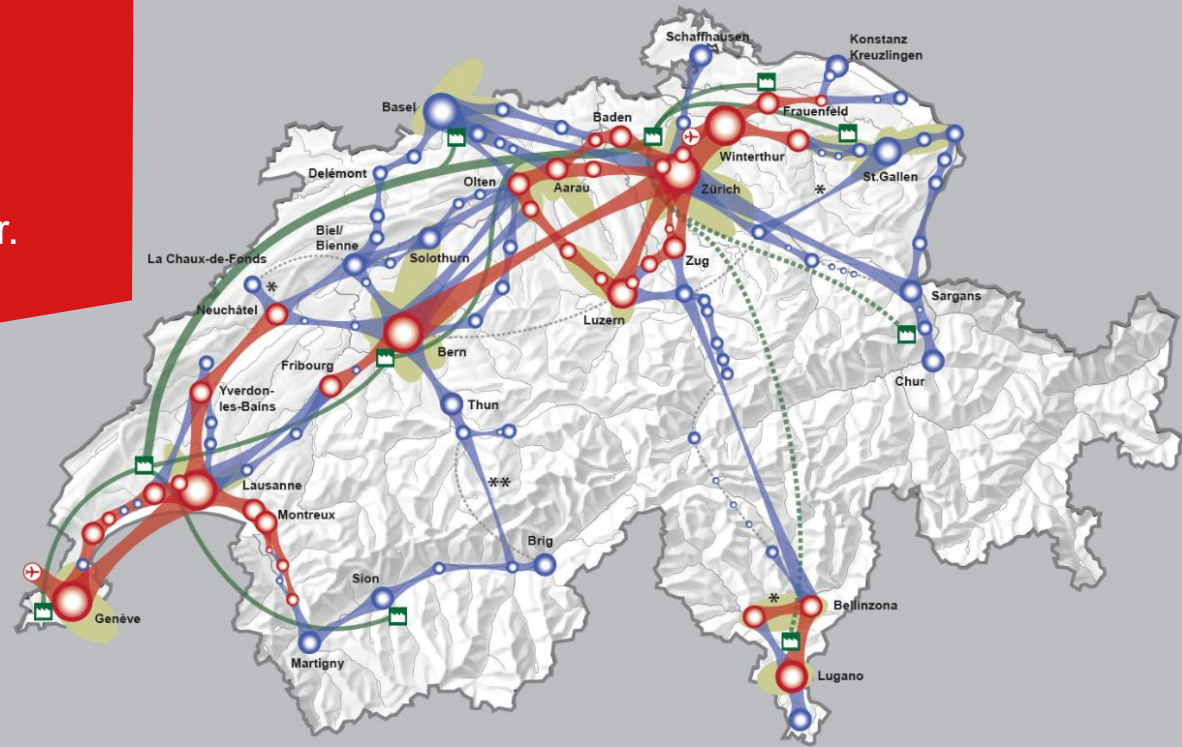 r.
Schaffhausen
Konstanz
Kreuzlingen
Basel
Baden
Frauenfeld
Winterthur
Delémont
Olten
Aarau
Zürich
St.Gallen
*
Biel/
Bienne
Solothurn
La Chaux-de-Fonds
*
Neuchâtel
Zug
Luzern
Sargans
Bern
Fribourg
Chur
Yverdon-
les-Bains
Thun
Lausanne
**
Montreux
Brig
Sion
*
Bellinzona
Genève
Martigny
Lugano